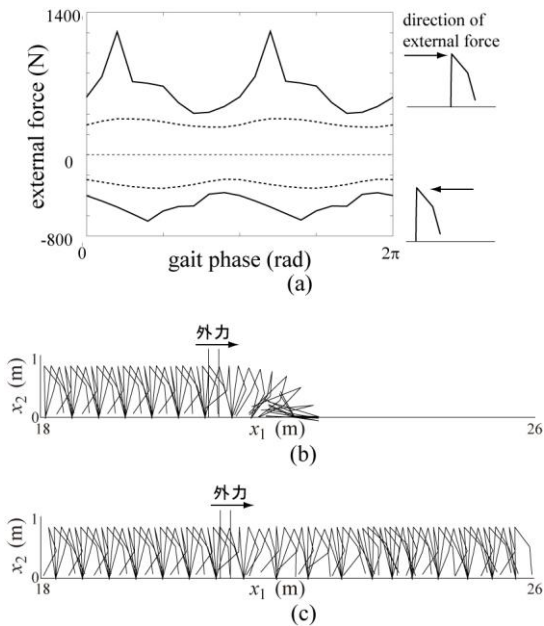 1400
external force (N)
0
-800
0
gait phase (rad)
2π
direction of
external force
(a)
外力
1
x2 (m)
0
18
x1 (m)
26
(b)
外力
1
x2 (m)
0
18
x1 (m)
26
(c)